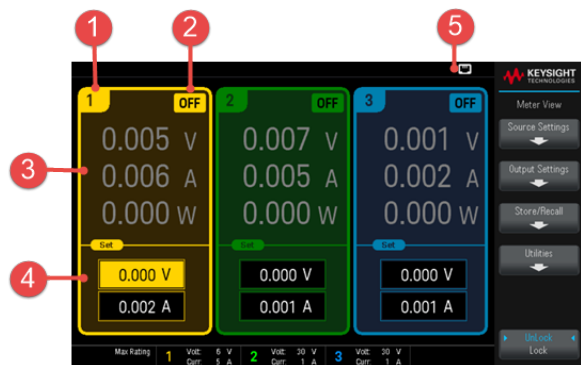 1 2 5
KEYSIGHT
TECHNOLOGIES
1 OFF 2 OFF 3 OFF
Meter View
Source Settings
0.005 V 0.007 V 0.001 V
3 0.006 A 0.005 A 0.002 A
Output Settings
0.000 W 0.000 W 0.000 W
Store/Recall
Set Set Set
Utilities
4 0.000 V 0.000 V 0.000 V
0.002 A 0.001 A 0.001 A
UnLock
Lock
Max Rating 1 Volt: 6 V 2 Volt: 30 V 3 Volt: 30 V
Curr: 5 A Curr: 1 A Curr: 1 A